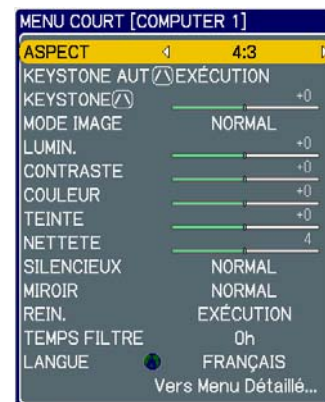 MENU COURT [COMPUTER 1]
ASPECT 4:3
KEYSTONE AUT EXÉCUTION
KEYSTONE +0
MODE IMAGE NORMAL
LUMIN. +0
CONTRASTE +0
COULEUR +0
TEINTE +0
NETTETE 4
SILENCIEUX NORMAL
MIROIR NORMAL
REIN. EXÉCUTION
TEMPS FILTRE 0h
LANGUE FRANÇAIS
Vers Menu Détaillé...